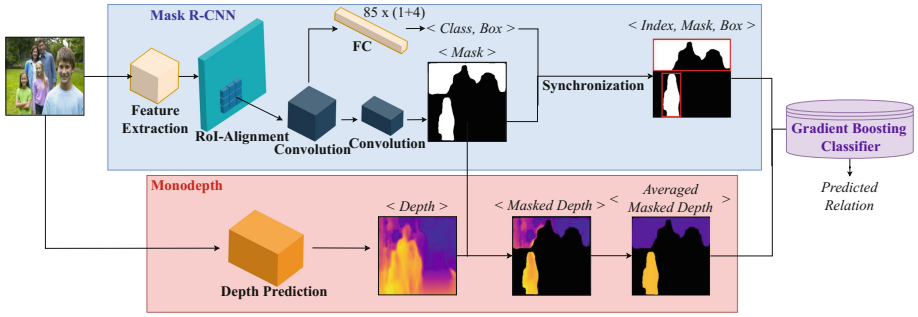 Mask R-CNN
85 x (1+4)
FC
< Class, Box >
< Mask >
< Index, Mask, Box >
Feature
Extraction
RoI-Alignment
Convolution
Convolution
Synchronization
Gradient Boosting
Classifier
Predicted
Relation
Monodepth
Depth Prediction
< Depth >
< Masked Depth >
< Averaged
Masked Depth >